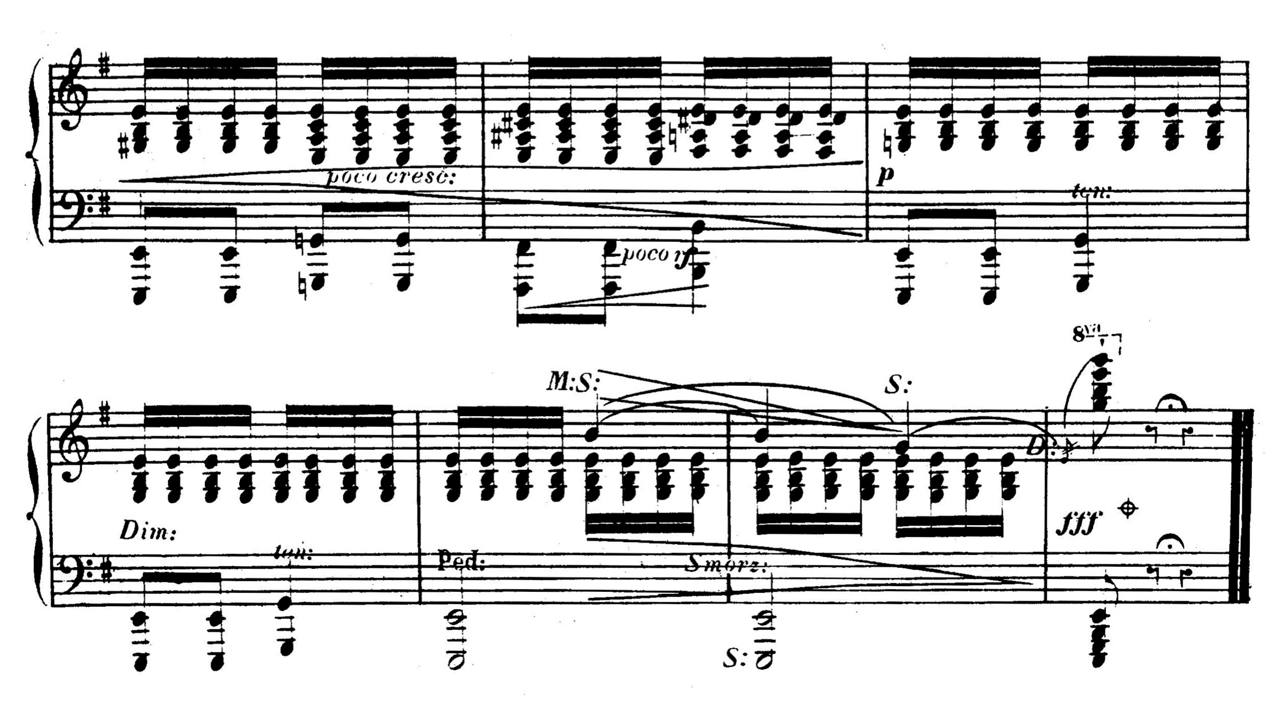 poco cresc:
p
ten:
poco rf
8va
M:S:
S:
D:
Dim:
ten:
Ped:
Smorz:
fff
S: